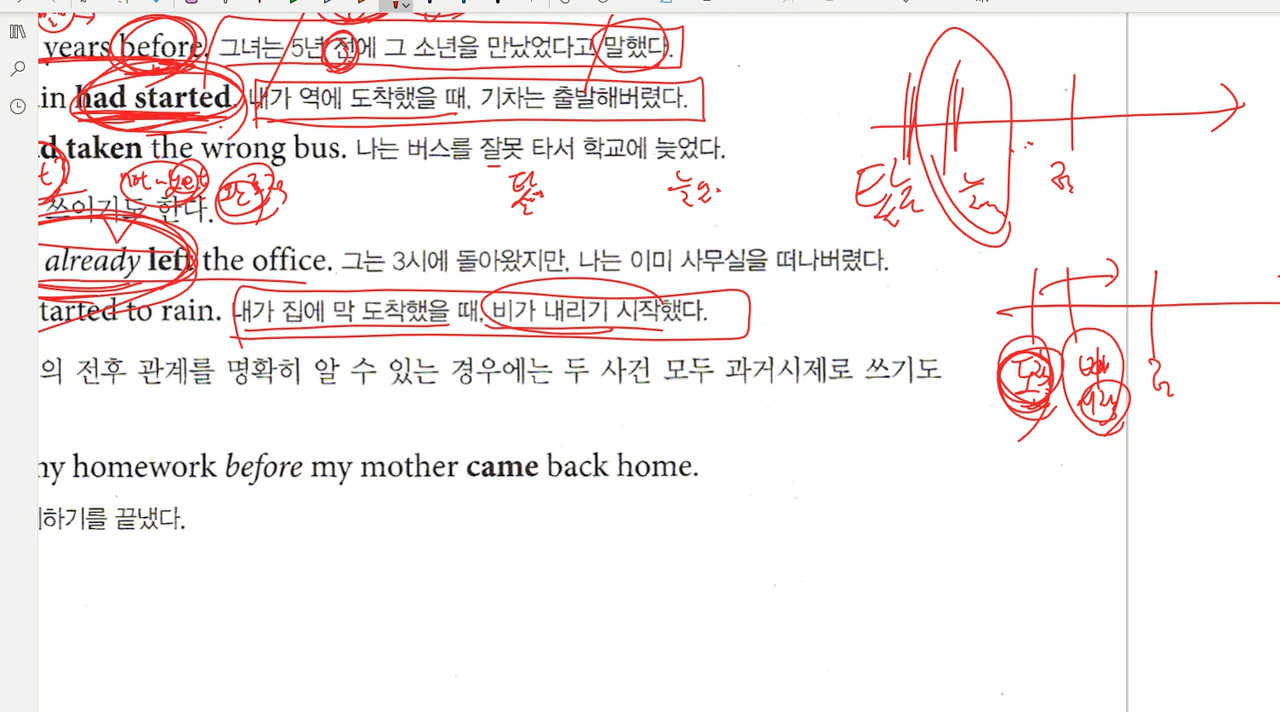 years before. 그녀는 5년 전에 그 소년을 만났었다고 말했다.
in had started. 내가 역에 도착했을 때, 기차는 출발해버렸다.
d taken the wrong bus. 나는 버스를 잘못 타서 학교에 늦었다.
쓰이기도 한다.
already left the office. 그는 3시에 돌아왔지만, 나는 이미 사무실을 떠나버렸다.
tarted to rain. 내가 집에 막 도착했을 때, 비가 내리기 시작했다.
의 전후 관계를 명확히 알 수 있는 경우에는 두 사건 모두 과거시제로 쓰기도
my homework before my mother came back home.
하기를 끝냈다.